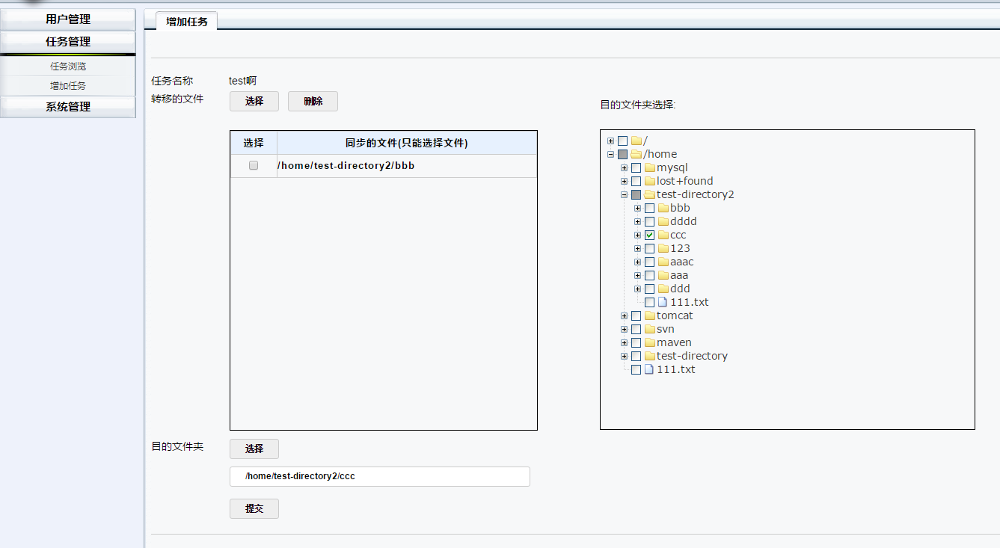 用户管理
任务管理
任务浏览
增加任务
系统管理
增加任务
任务名称 test啊
转移的文件 选择 删除
选择 同步的文件(只能选择文件)
/home/test-directory2/bbb
目的文件夹 选择
/home/test-directory2/ccc
提交
目的文件夹选择:
/
/home
mysql
lost+found
test-directory2
bbb
dddd
ccc
123
aaac
aaa
ddd
111.txt
tomcat
svn
maven
test-directory
111.txt